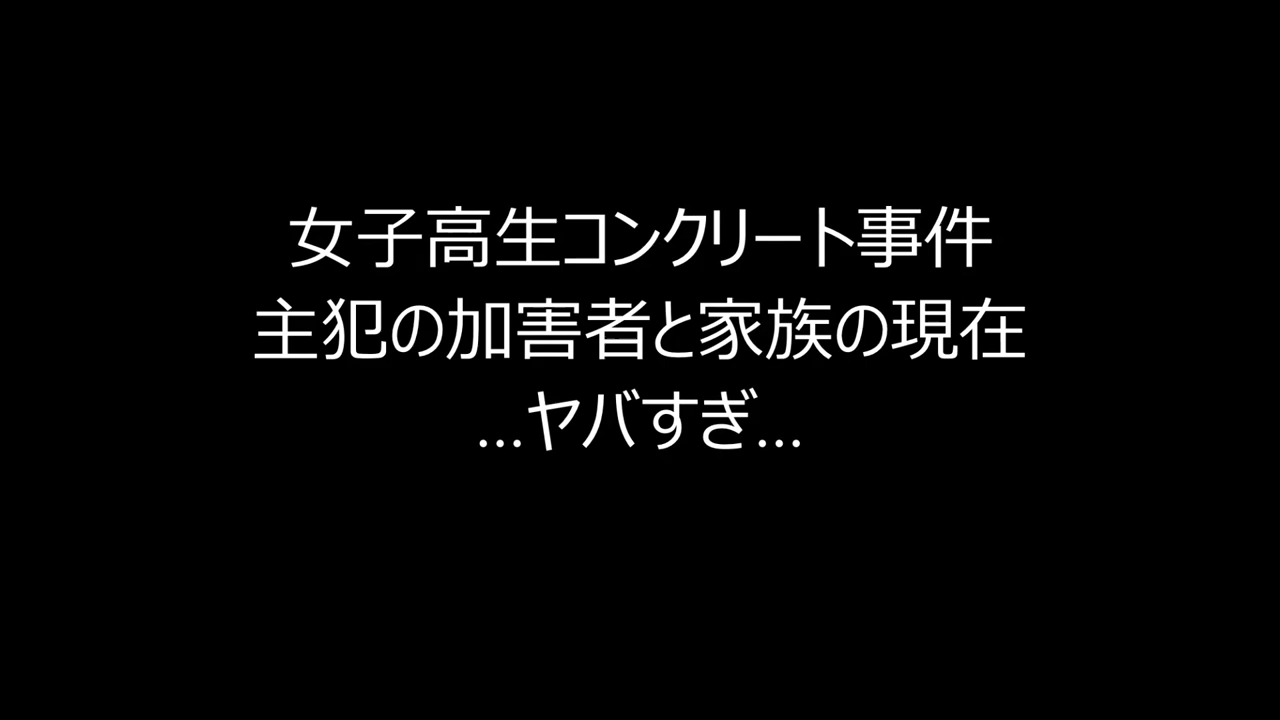 女子高生コンクリート事件
主犯の加害者と家族の現在
…ヤバすぎ…